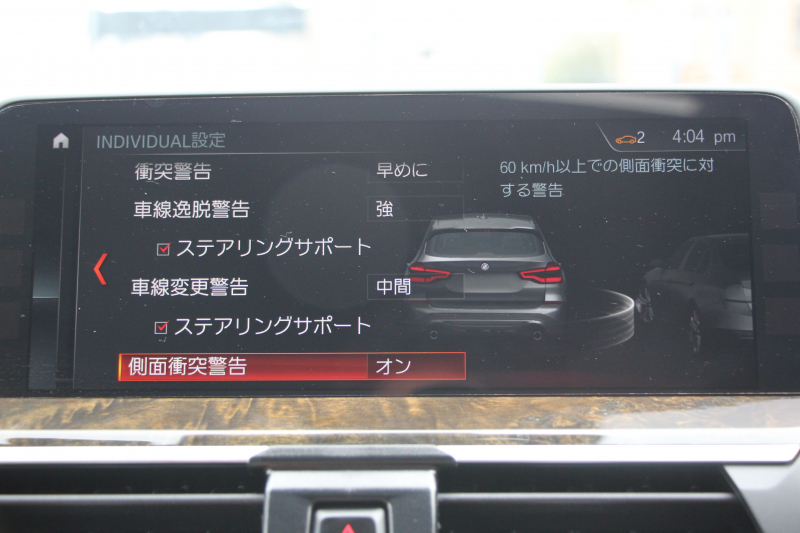 INDIVIDUAL設定
2 4:04 pm
衝突警告 早めに
60 km/h以上での側面衝突に対
する警告
車線逸脱警告 強
ステアリングサポート
車線変更警告 中間
ステアリングサポート
側面衝突警告 オン